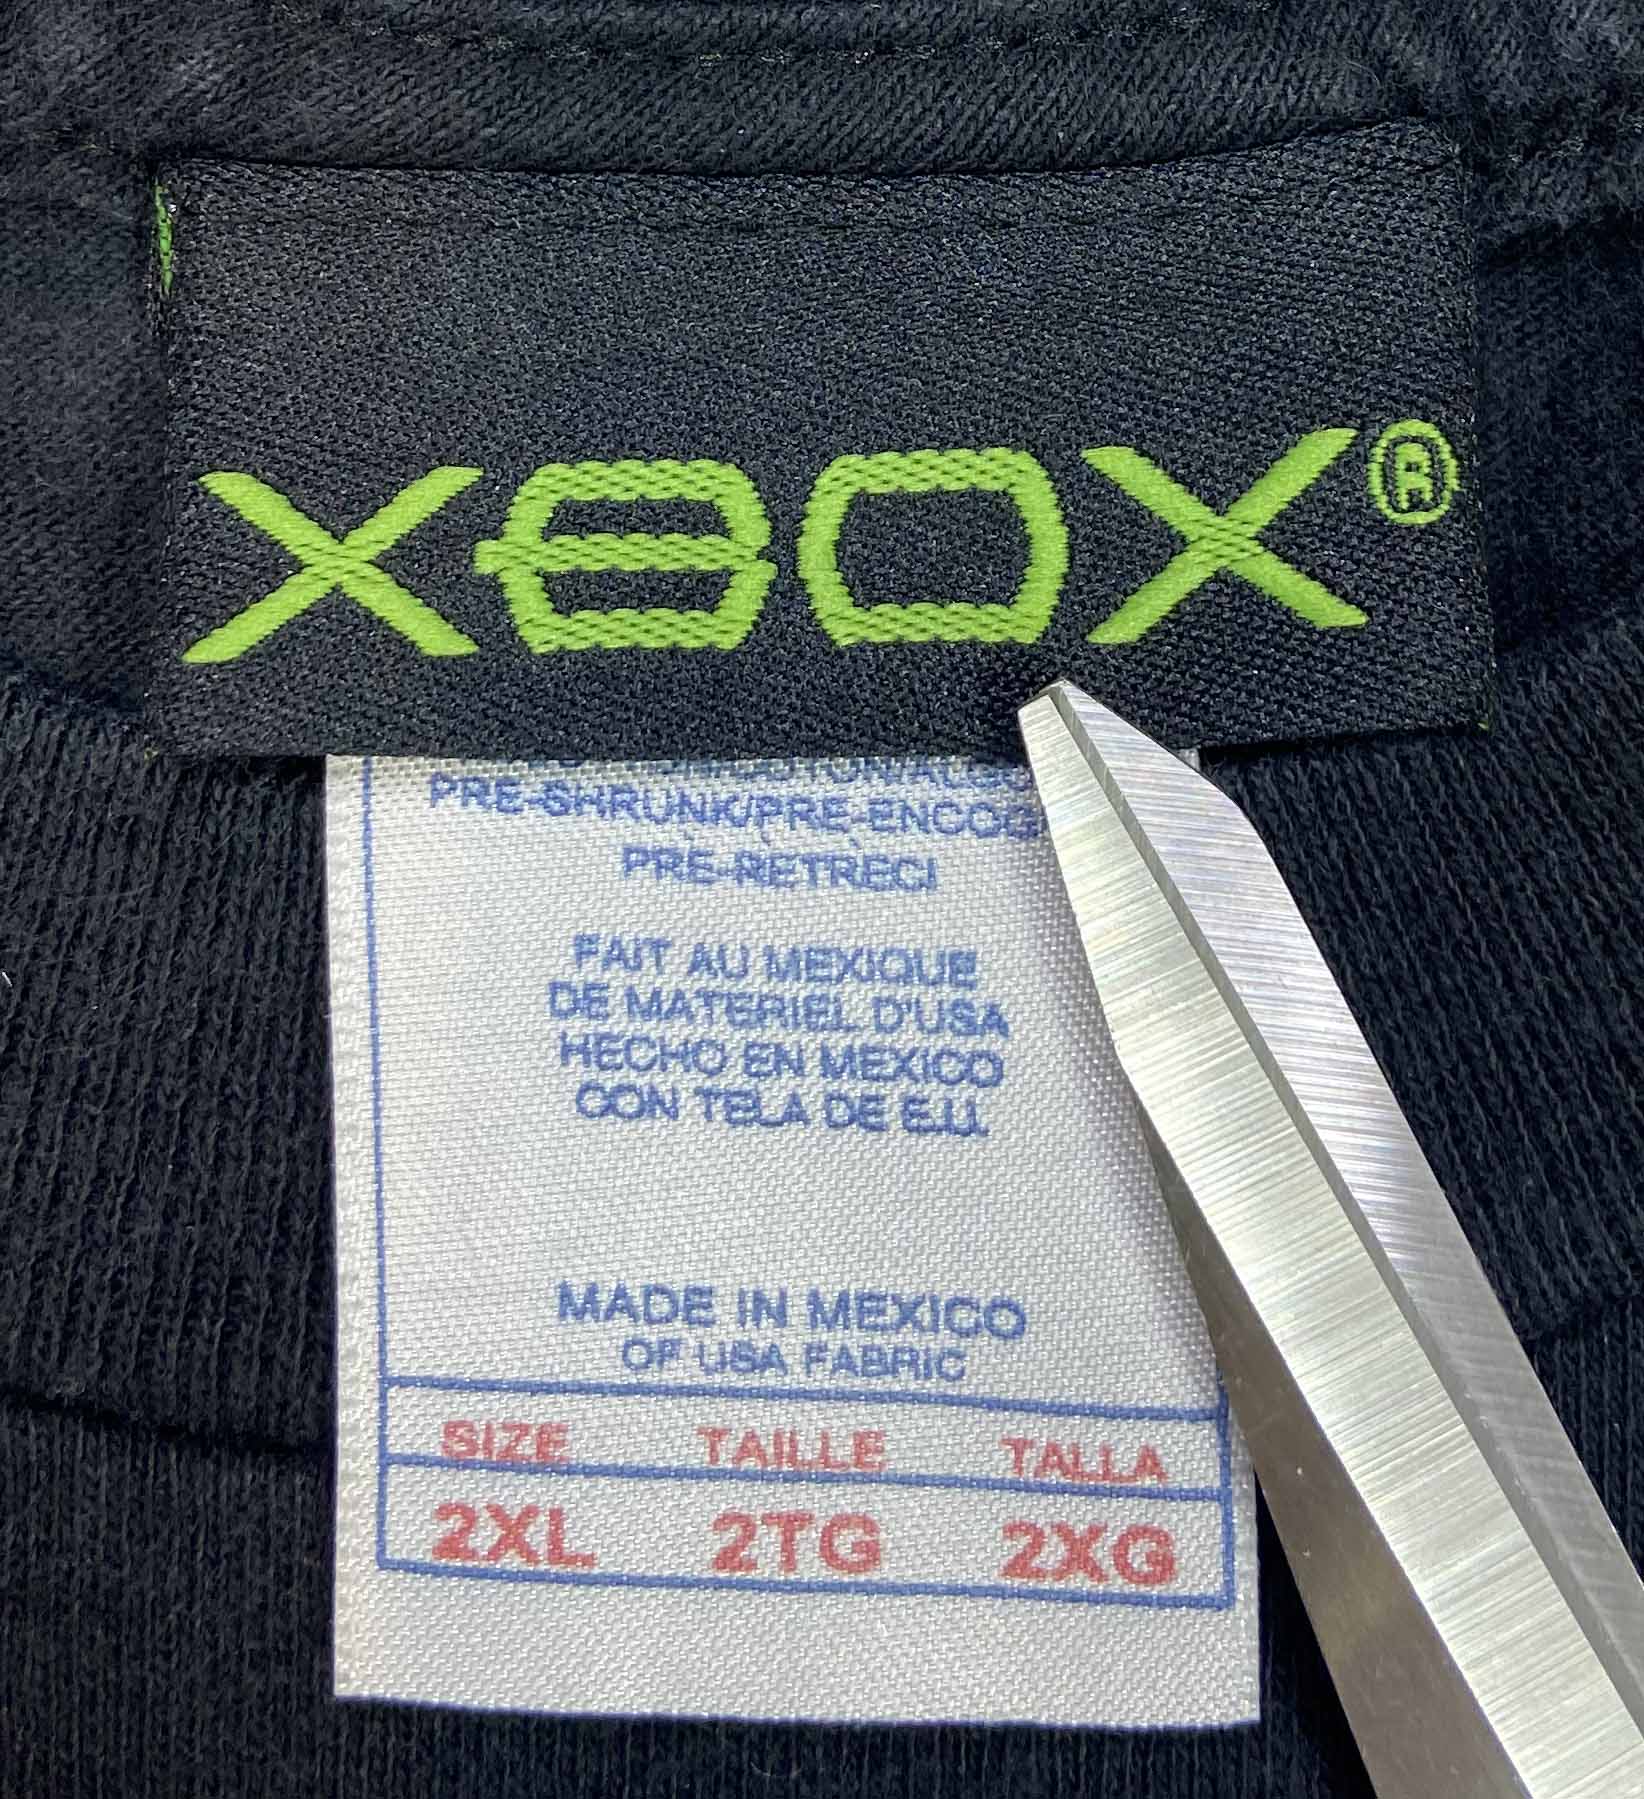 XBOX®
PRE-SHRUNK/PRE-ENCOG
PRE-RETRECI
FAIT AU MEXIQUE
DE MATERIEL D'USA
HECHO EN MEXICO
CON TELA DE E.U.
MADE IN MEXICO
OF USA FABRIC
SIZE TAILLE TALLA
2XL 2TG 2XG